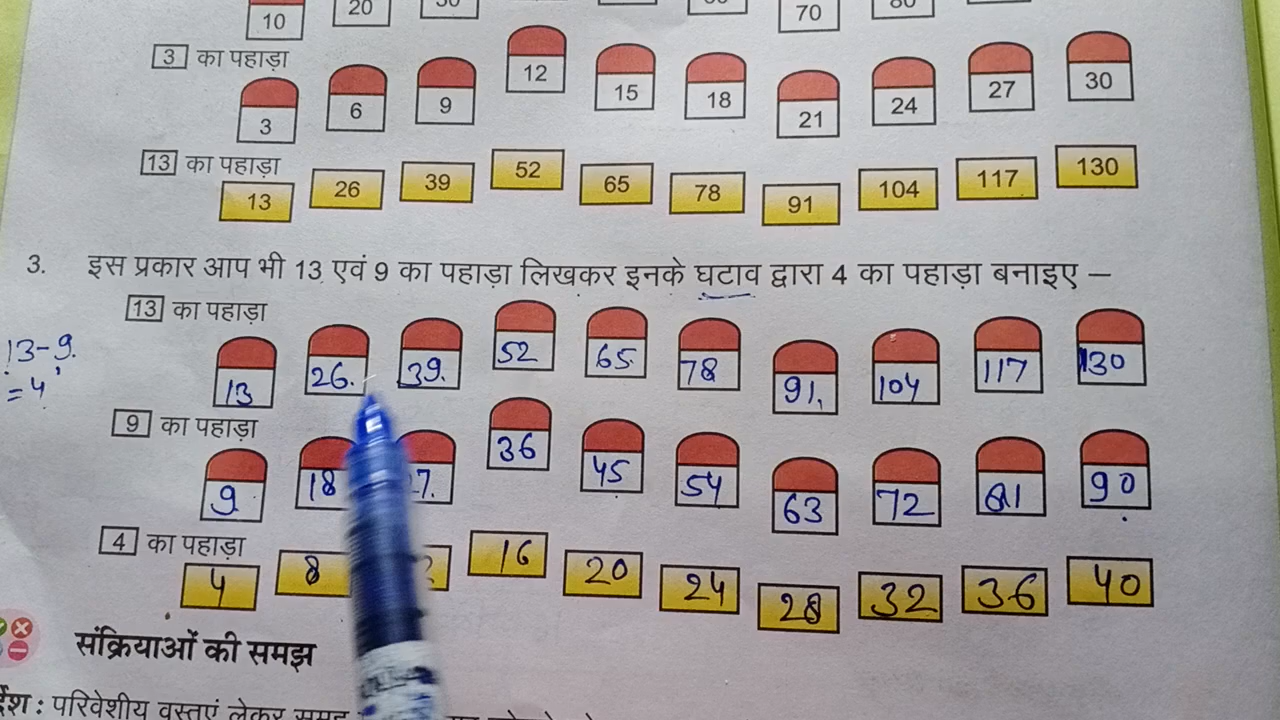 10 20 70
3 का पहाड़ा
3 6 9 12 15 18 21 24 27 30
13 का पहाड़ा
13 26 39 52 65 78 91 104 117 130
3. इस प्रकार आप भी 13 एवं 9 का पहाड़ा लिखकर इनके घटाव द्वारा 4 का पहाड़ा बनाइए –
13 का पहाड़ा
13-9
=4
13 26. 39. 52 65 78 91 104 117 130
9 का पहाड़ा
9 18 36 45 54 63 72 81 90
4 का पहाड़ा
4 8 16 20 24 28 32 36 40
संक्रियाओं की समझ
परिवेशीय वस्तुएं लेकर समूह